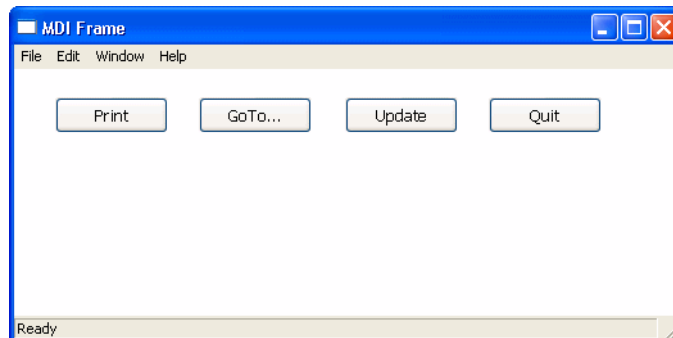 MDI Frame
File Edit Window Help
Print GoTo... Update Quit
Ready